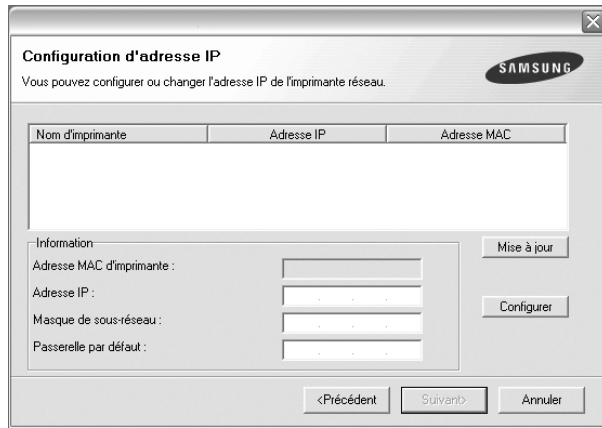 Configuration d'adresse IP
Vous pouvez configurer ou changer l'adresse IP de l'imprimante réseau.
SAMSUNG
Nom d'imprimante Adresse IP Adresse MAC
Information
Mise à jour
Adresse MAC d'imprimante :
Adresse IP :
Configurer
Masque de sous-réseau :
Passerelle par défaut :
<Précédent Suivant> Annuler